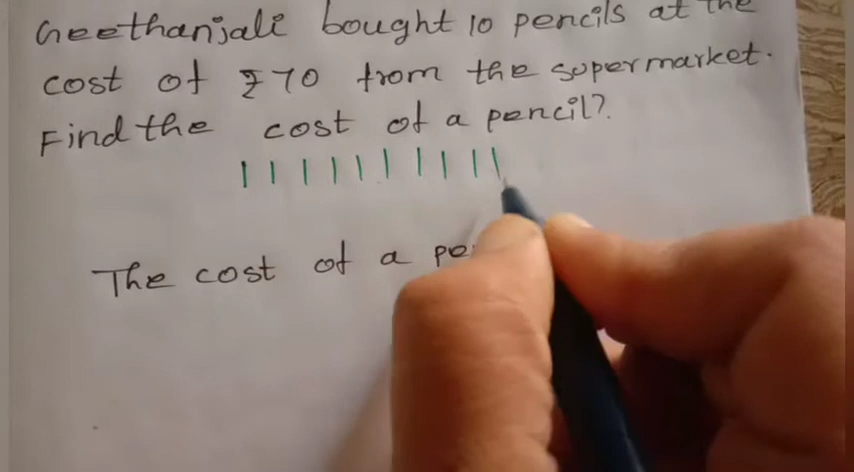 Geethanjali bought 10 pencils at the
cost of ₹70 from the supermarket.
Find the cost of a pencil?
The cost of a